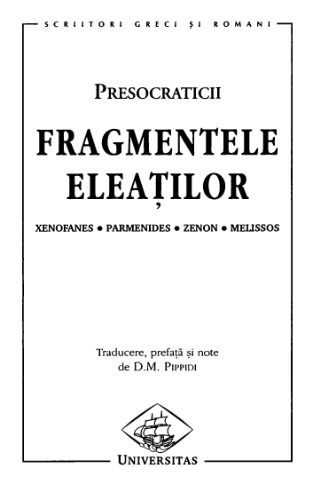 SCRIITORI GRECI ȘI ROMANI
PRESOCRATICII
FRAGMENTELE
ELEAȚILOR
XENOFANES • PARMENIDES • ZENON • MELISSOS
Traducere, prefață și note
de D.M. PIPPIDI
UNIVERSITAS